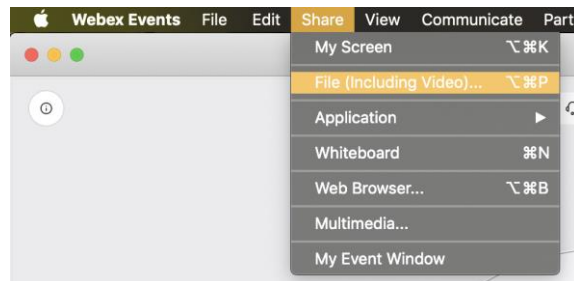 Webex Events File Edit Share View Communicate Part
My Screen ⌥⌘K
File (Including Video)... ⌥⌘P
Application ▶
Whiteboard ⌘N
Web Browser... ⌥⌘B
Multimedia...
My Event Window